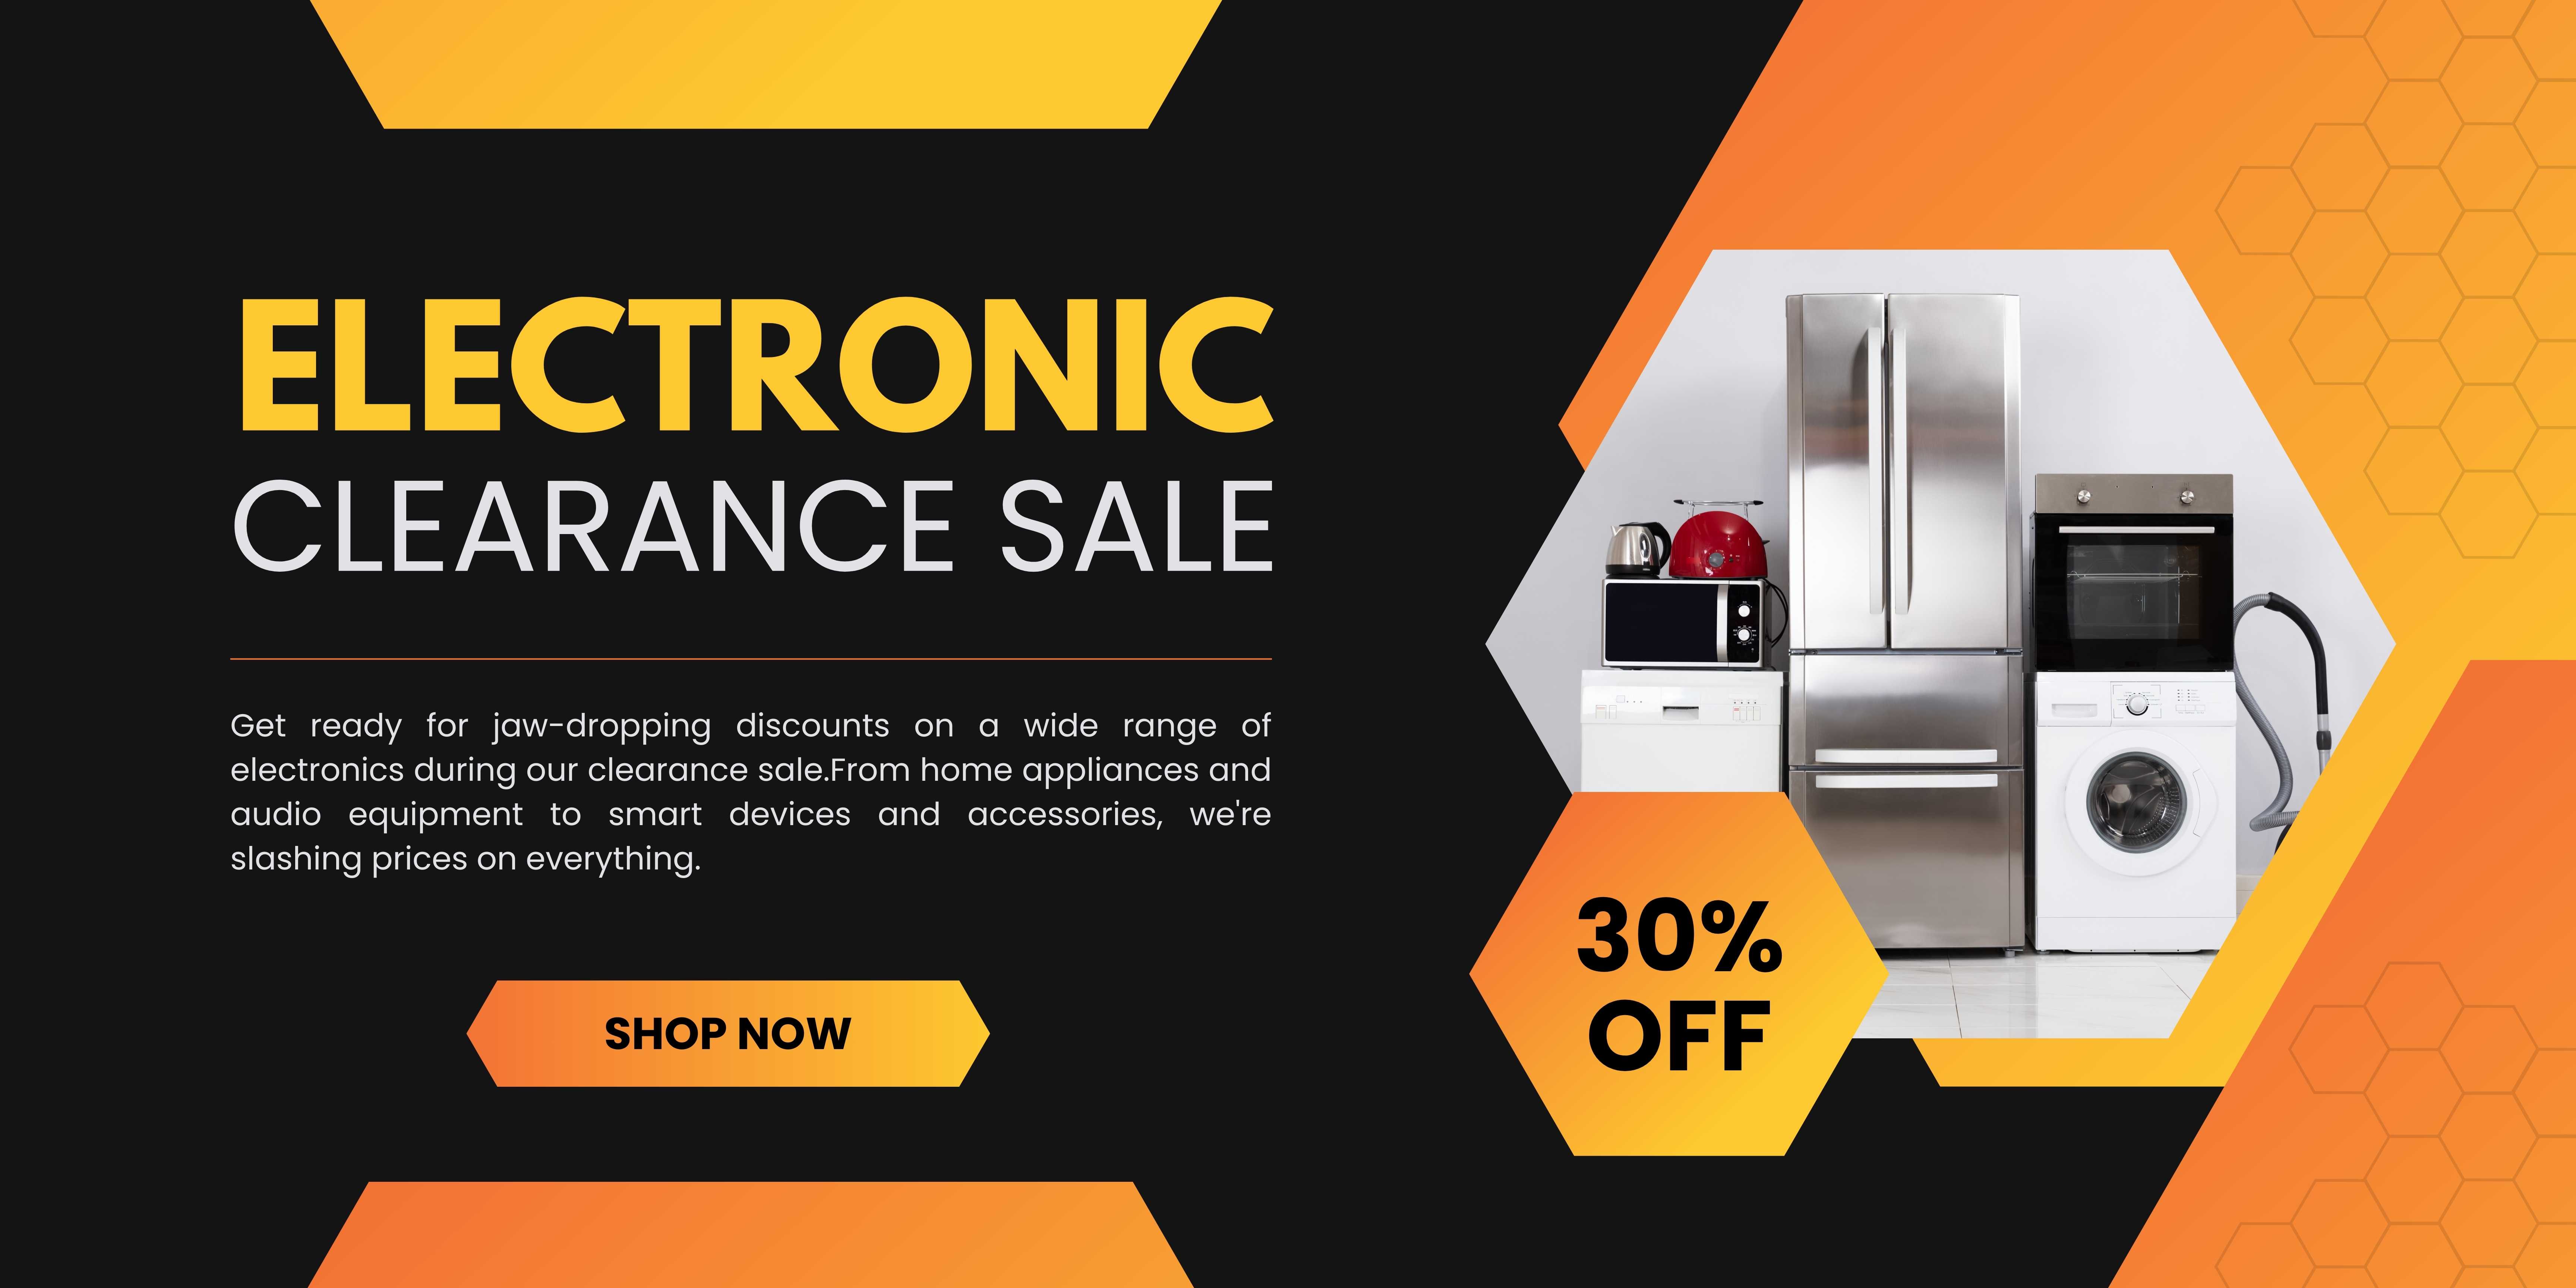 ELECTRONIC
CLEARANCE SALE
Get ready for jaw-dropping discounts on a wide range of
electronics during our clearance sale.From home appliances and
audio equipment to smart devices and accessories, we're
slashing prices on everything.
SHOP NOW
30%
OFF